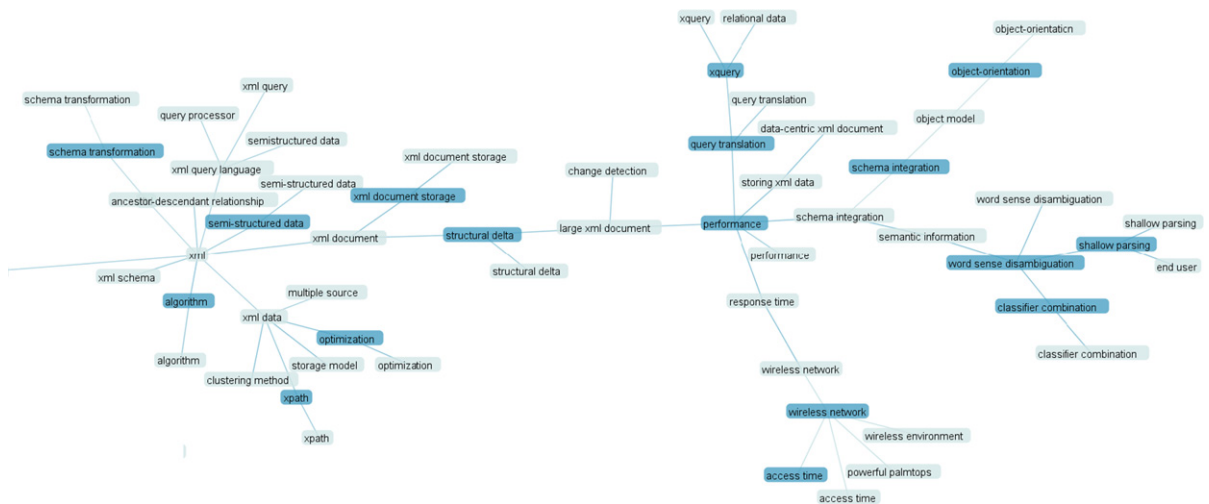 xquery
relational data
object-orientaticn
xquery
object-orientation
xml query
schema transformation
query translation
query processor
object model
data-centric xml document
semistructured data
query translation
schema transformation
xml document storage
xml query language
change detection
schema integration
semi-structured data
storing xml data
xml document storage
word sense disambiguation
ancestor-descendant relationship
schema integration
semi-structured data
performance
shallow parsing
large xml document
structural delta
xml document
semantic information
shallow parsing
xml
performance
word sense disambiguation
end user
structural delta
xml schema
multiple source
algorithm
response time
classifier combination
xml data
optimization
classifier combination
algorithm
storage model
optimization
wireless network
clustering method
xpath
wireless network
xpath
wireless environment
powerful palmtops
access time
access time